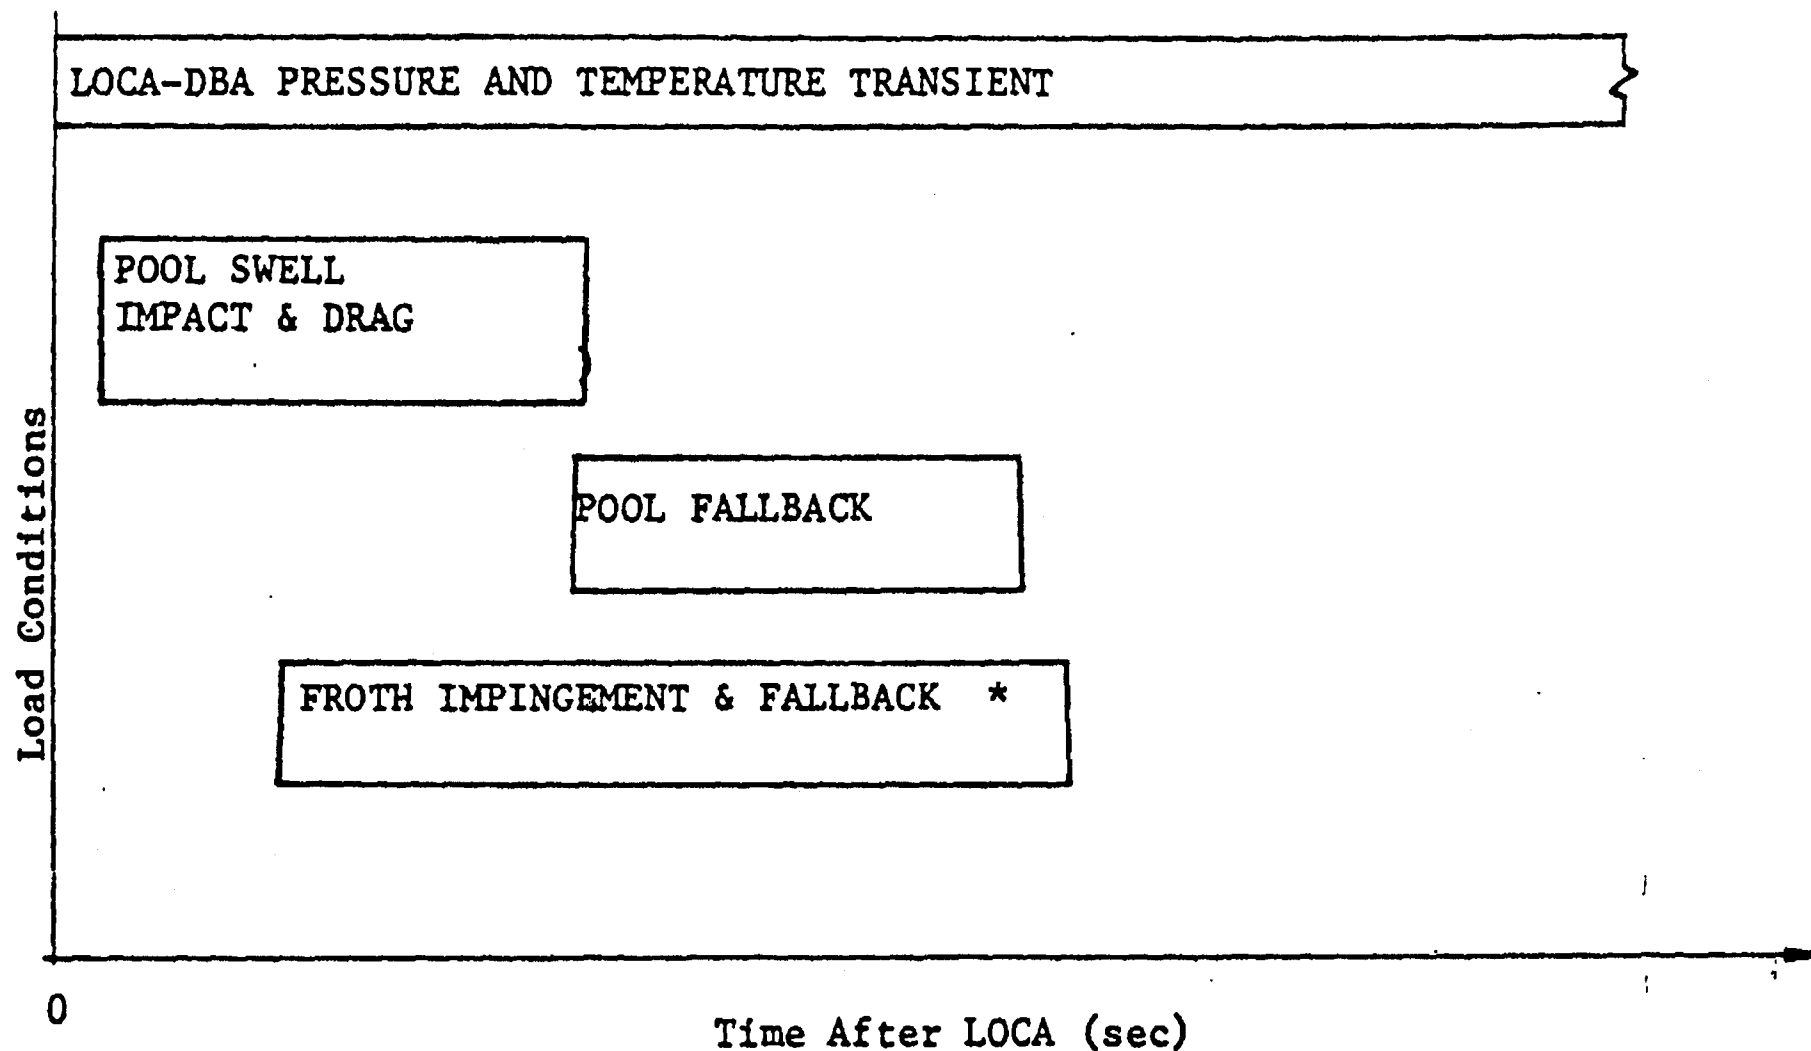 LOCA-DBA PRESSURE AND TEMPERATURE TRANSIENT
POOL SWELL
IMPACT & DRAG
POOL FALLBACK
FROTH IMPINGEMENT & FALLBACK *
Load Conditions
0
Time After LOCA (sec)